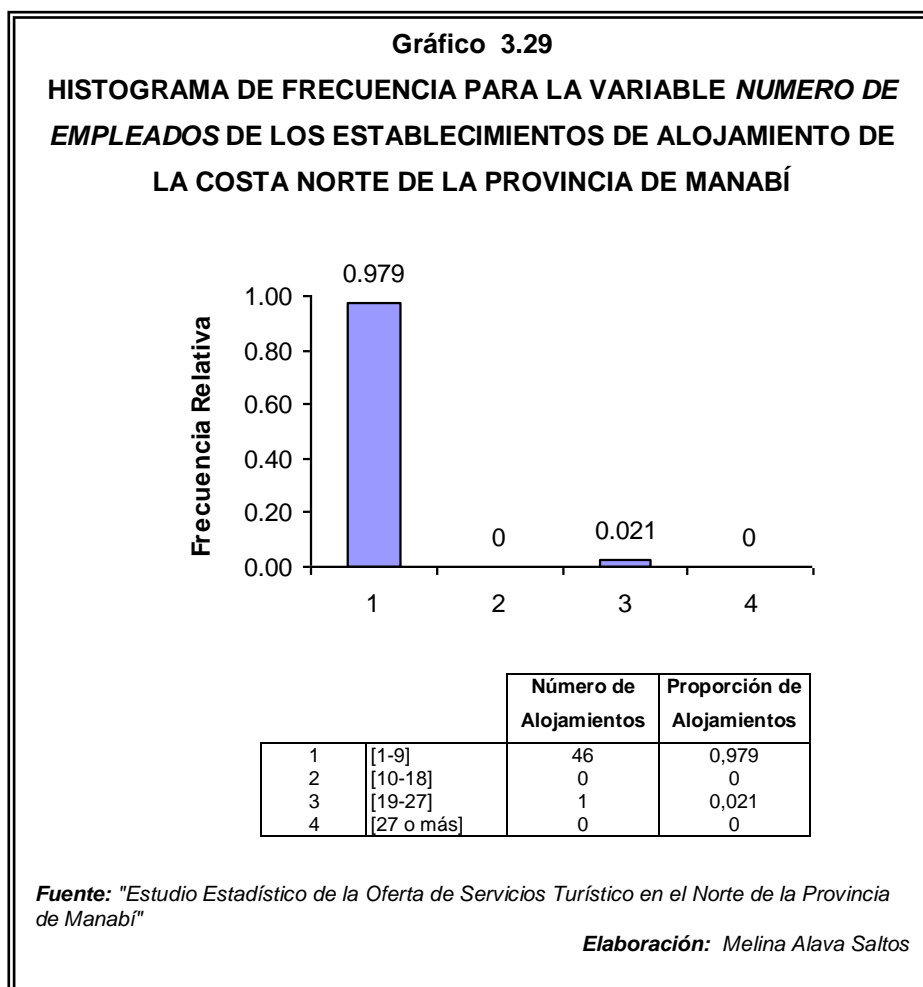 Gráfico 3.29
HISTOGRAMA DE FRECUENCIA PARA LA VARIABLE NUMERO DE
EMPLEADOS DE LOS ESTABLECIMIENTOS DE ALOJAMIENTO DE
LA COSTA NORTE DE LA PROVINCIA DE MANABÍ
Frecuencia Relativa
1.00
0.80
0.60
0.40
0.20
0.00
0.979
0
0.021
0
1 2 3 4
Número de Alojamientos Proporción de Alojamientos
1 [1-9] 46 0,979
2 [10-18] 0 0
3 [19-27] 1 0,021
4 [27 o más] 0 0
Fuente: "Estudio Estadístico de la Oferta de Servicios Turístico en el Norte de la Provincia
de Manabí"
Elaboración: Melina Alava Saltos